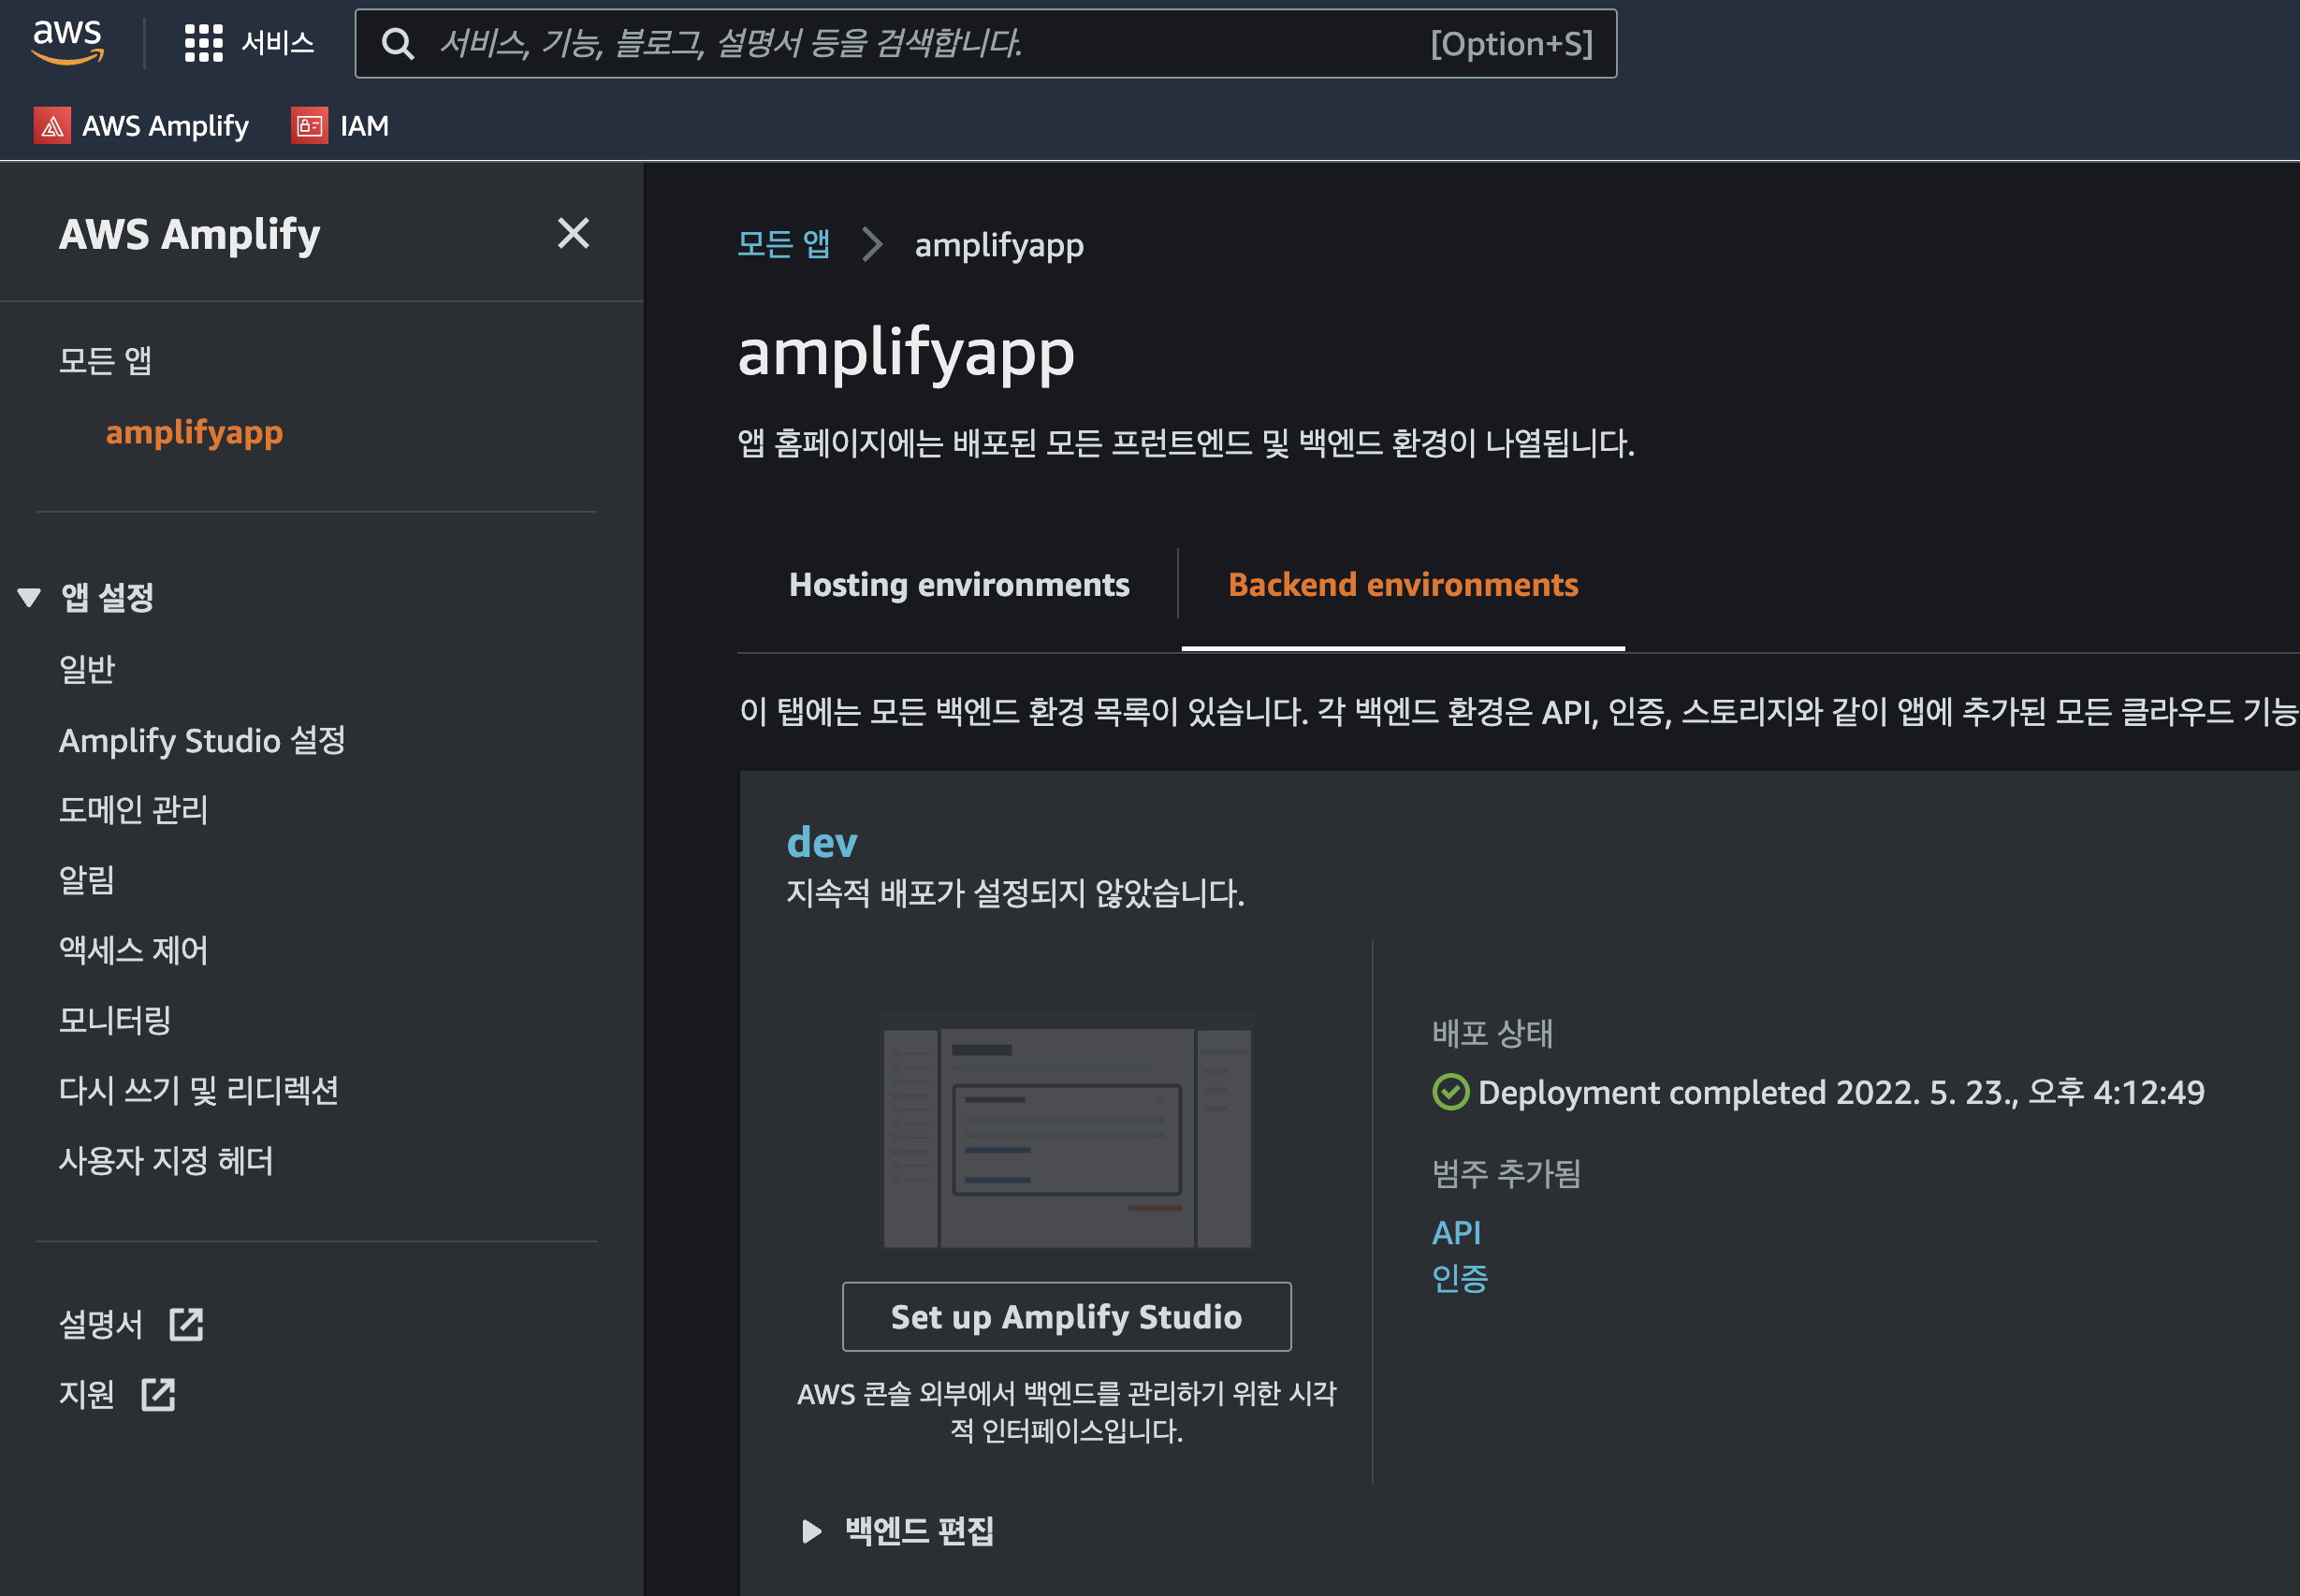 aws
서비스
서비스, 기능, 블로그, 설명서 등을 검색합니다.
[Option+S]
AWS Amplify
IAM
AWS Amplify
모든 앱
amplifyapp
앱 설정
일반
Amplify Studio 설정
도메인 관리
알림
액세스 제어
모니터링
다시 쓰기 및 리디렉션
사용자 지정 헤더
설명서
지원
모든 앱
amplifyapp
amplifyapp
앱 홈페이지에는 배포된 모든 프런트엔드 및 백엔드 환경이 나열됩니다.
Hosting environments
Backend environments
이 탭에는 모든 백엔드 환경 목록이 있습니다. 각 백엔드 환경은 API, 인증, 스토리지와 같이 앱에 추가된 모든 클라우드 기능
dev
지속적 배포가 설정되지 않았습니다.
Set up Amplify Studio
AWS 콘솔 외부에서 백엔드를 관리하기 위한 시각
적 인터페이스입니다.
배포 상태
Deployment completed 2022. 5. 23., 오후 4:12:49
범주 추가됨
API
인증
백엔드 편집